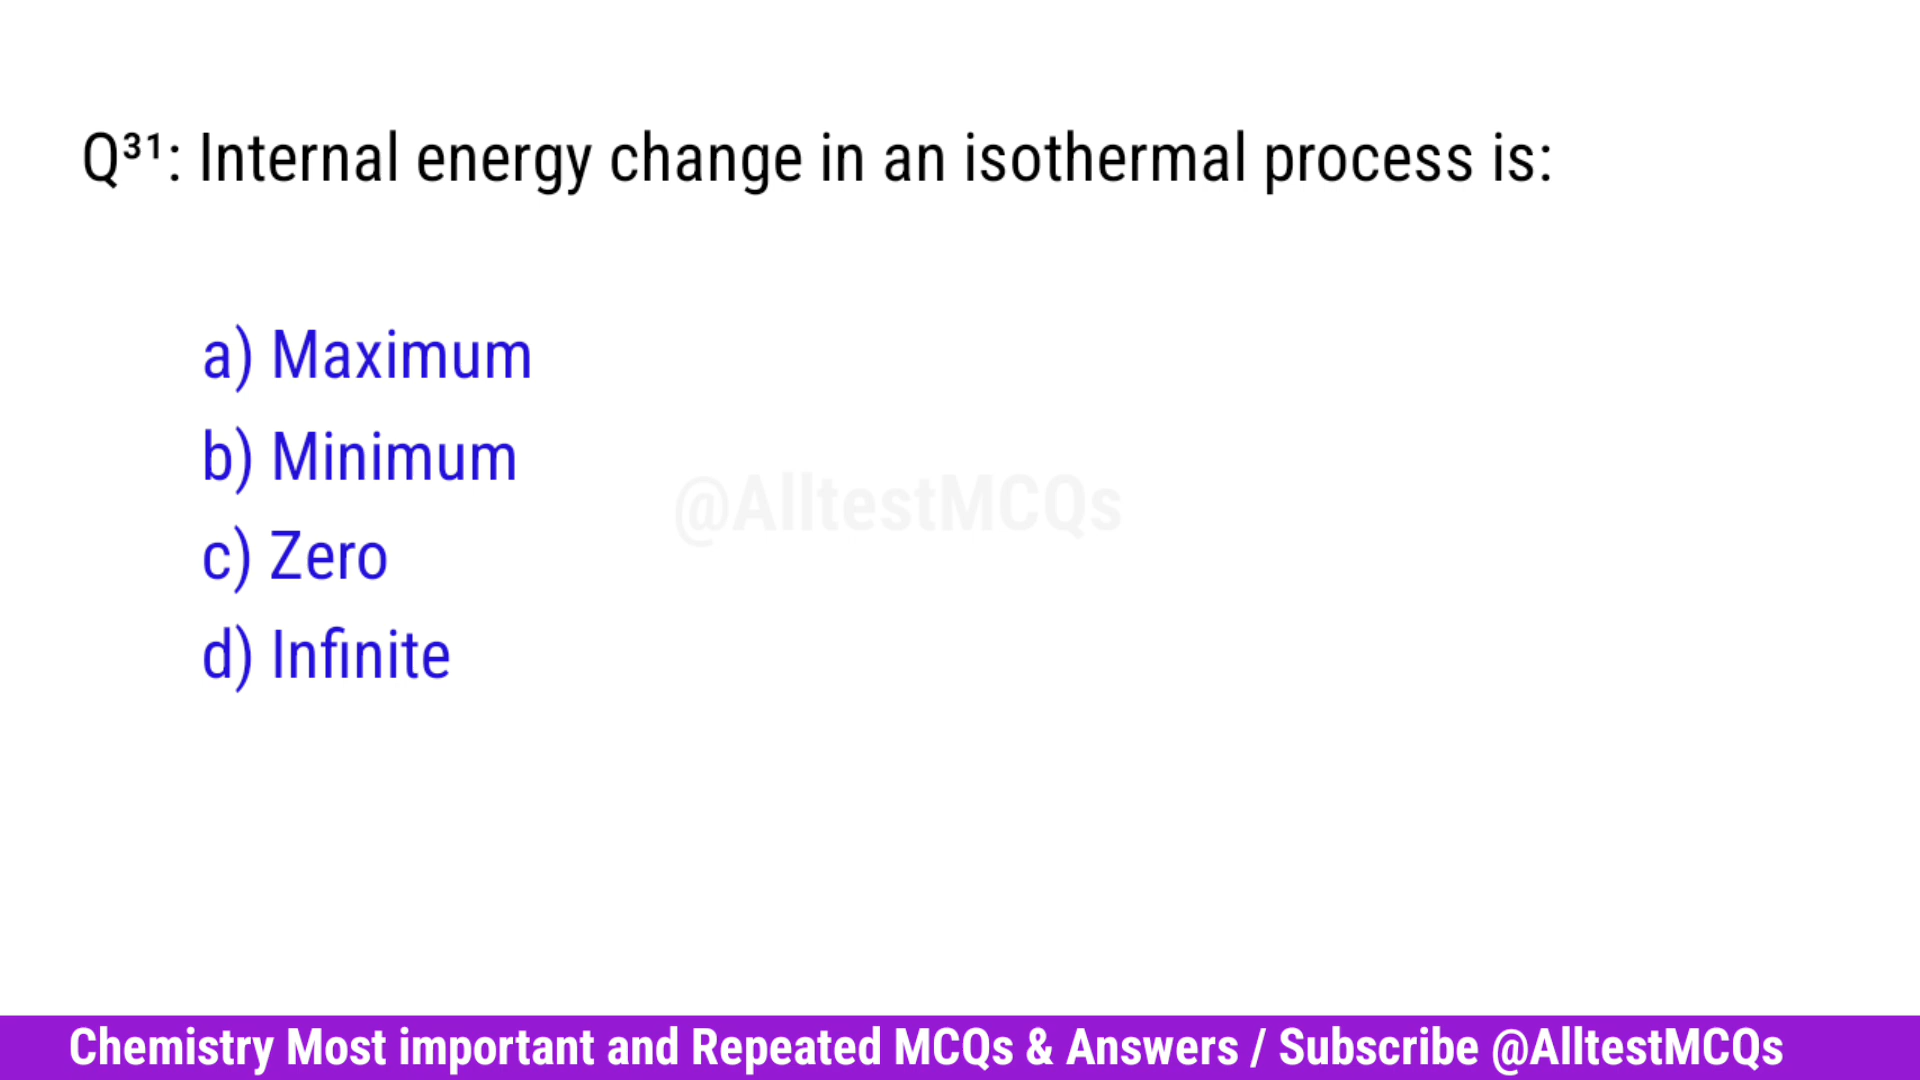 Q³¹: Internal energy change in an isothermal process is:
a) Maximum
b) Minimum
@AlltestMCQs
c) Zero
d) Infinite
Chemistry Most important and Repeated MCQs & Answers / Subscribe @AlltestMCQs